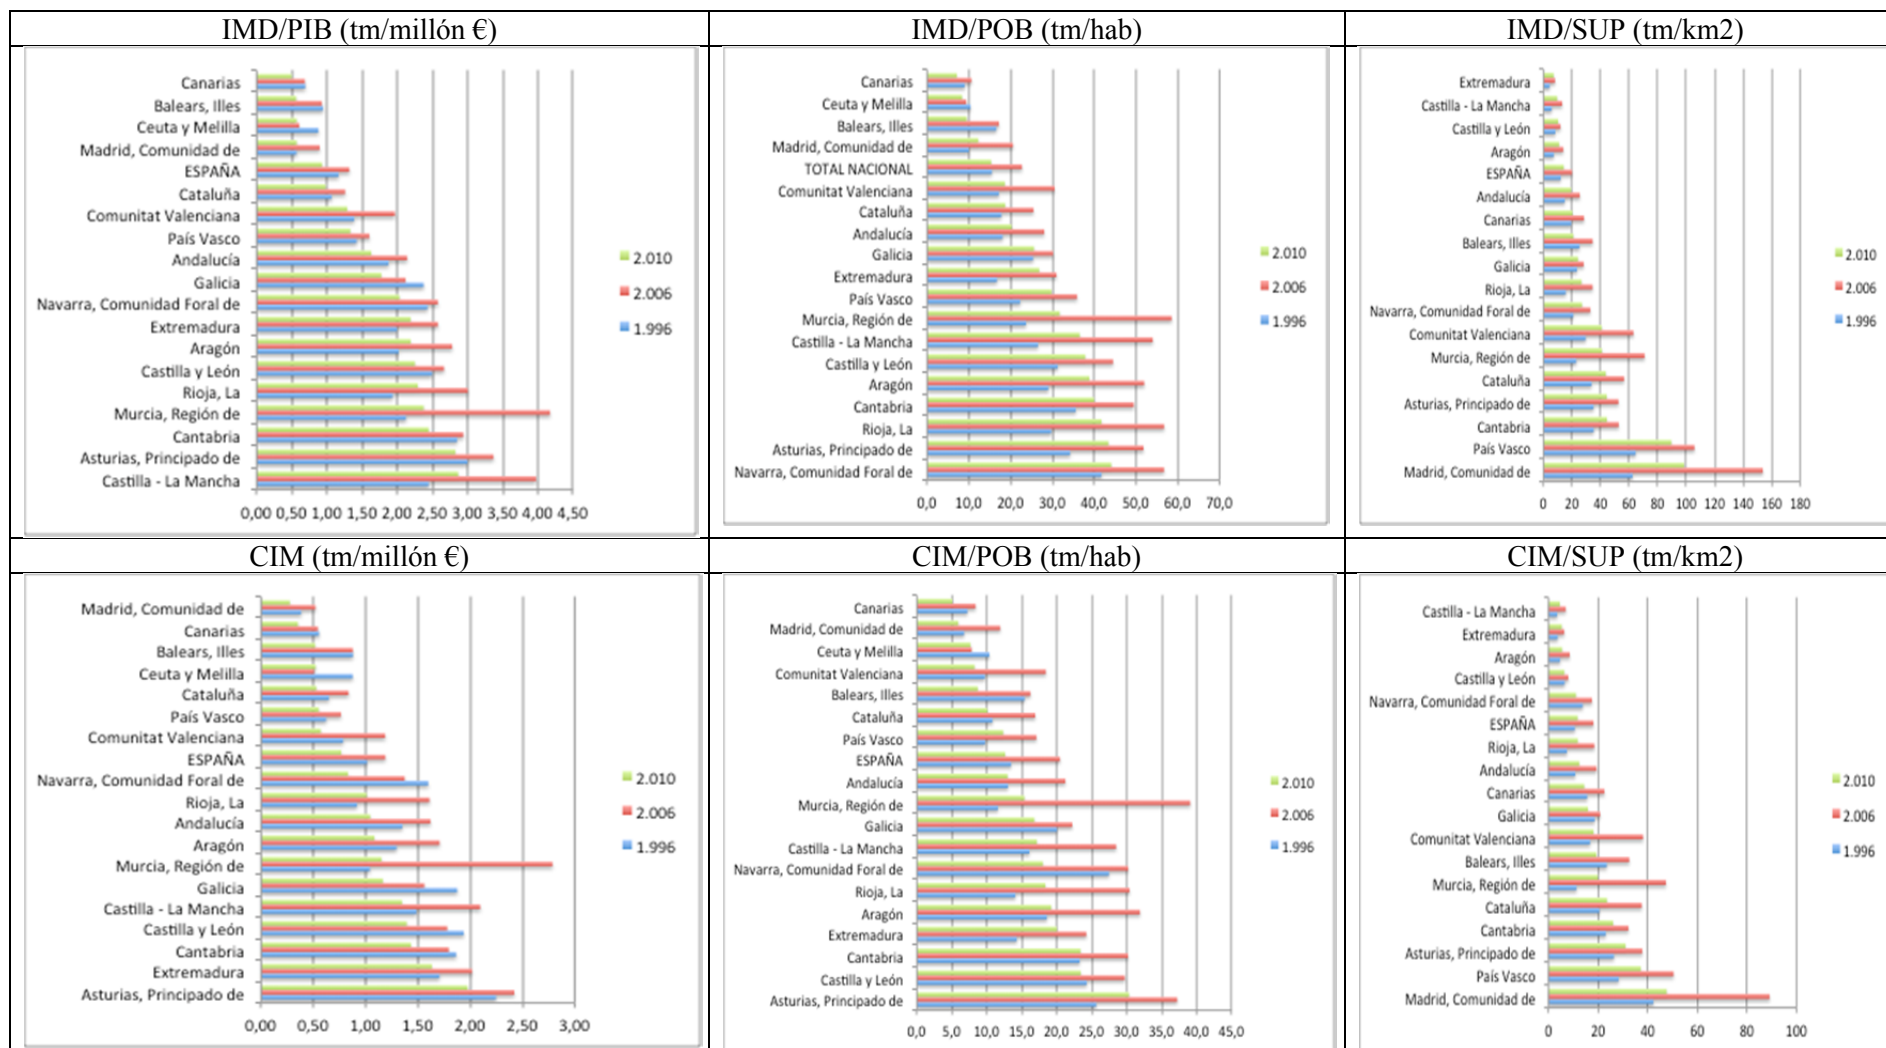 IMD/PIB (tm/millón €)
Canarias
Balears, Illes
Ceuta y Melilla
Madrid, Comunidad de
ESPAÑA
Cataluña
Comunitat Valenciana
País Vasco
Andalucía
Galicia
Navarra, Comunidad Foral de
Extremadura
Aragón
Castilla y León
Rioja, La
Murcia, Región de
Cantabria
Asturias, Principado de
Castilla - La Mancha
0,00 0,50 1,00 1,50 2,00 2,50 3,00 3,50 4,00 4,50
2.010
2.006
1.996
IMD/POB (tm/hab)
Canarias
Ceuta y Melilla
Balears, Illes
Madrid, Comunidad de
TOTAL NACIONAL
Comunitat Valenciana
Cataluña
Andalucía
Galicia
Extremadura
País Vasco
Murcia, Región de
Castilla - La Mancha
Castilla y León
Aragón
Cantabria
Rioja, La
Asturias, Principado de
Navarra, Comunidad Foral de
0,0 10,0 20,0 30,0 40,0 50,0 60,0 70,0
2.010
2.006
1.996
IMD/SUP (tm/km2)
Extremadura
Castilla - La Mancha
Castilla y León
Aragón
ESPAÑA
Andalucía
Canarias
Balears, Illes
Galicia
Rioja, La
Navarra, Comunidad Foral de
Comunitat Valenciana
Murcia, Región de
Cataluña
Asturias, Principado de
Cantabria
País Vasco
Madrid, Comunidad de
0 20 40 60 80 100 120 140 160 180
2.010
2.006
1.996
CIM (tm/millón €)
Madrid, Comunidad de
Canarias
Balears, Illes
Ceuta y Melilla
Cataluña
País Vasco
Comunitat Valenciana
ESPAÑA
Navarra, Comunidad Foral de
Rioja, La
Andalucía
Aragón
Murcia, Región de
Galicia
Castilla - La Mancha
Castilla y León
Cantabria
Extremadura
Asturias, Principado de
0,00 0,50 1,00 1,50 2,00 2,50 3,00
2.010
2.006
1.996
CIM/POB (tm/hab)
Canarias
Madrid, Comunidad de
Ceuta y Melilla
Comunitat Valenciana
Balears, Illes
Cataluña
País Vasco
ESPAÑA
Andalucía
Murcia, Región de
Galicia
Castilla - La Mancha
Navarra, Comunidad Foral de
Rioja, La
Aragón
Extremadura
Cantabria
Castilla y León
Asturias, Principado de
0,0 5,0 10,0 15,0 20,0 25,0 30,0 35,0 40,0 45,0
2.010
2.006
1.996
CIM/SUP (tm/km2)
Castilla - La Mancha
Extremadura
Aragón
Castilla y León
Navarra, Comunidad Foral de
ESPAÑA
Rioja, La
Andalucía
Canarias
Galicia
Comunitat Valenciana
Balears, Illes
Murcia, Región de
Cataluña
Cantabria
Asturias, Principado de
País Vasco
Madrid, Comunidad de
0 20 40 60 80 100
2.010
2.006
1.996